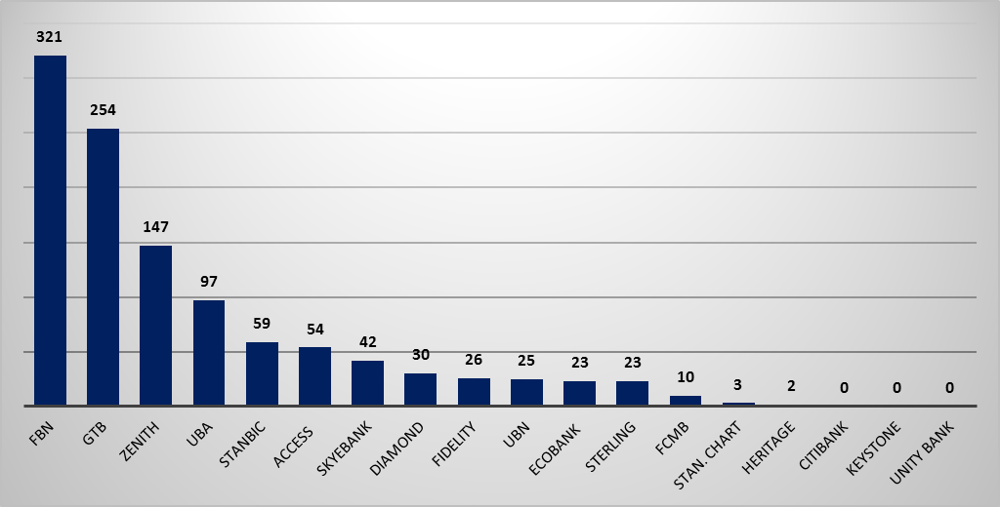 321
254
147
97
59
54
42
30
26
25
23
23
10
3
2
0
0
0
FBN
GTB
ZENITH
UBA
STANBIC
ACCESS
SKYEBANK
DIAMOND
FIDELITY
UBN
ECOBANK
STERLING
FCMB
STAN. CHART
HERITAGE
CITIBANK
KEYSTONE
UNITY BANK